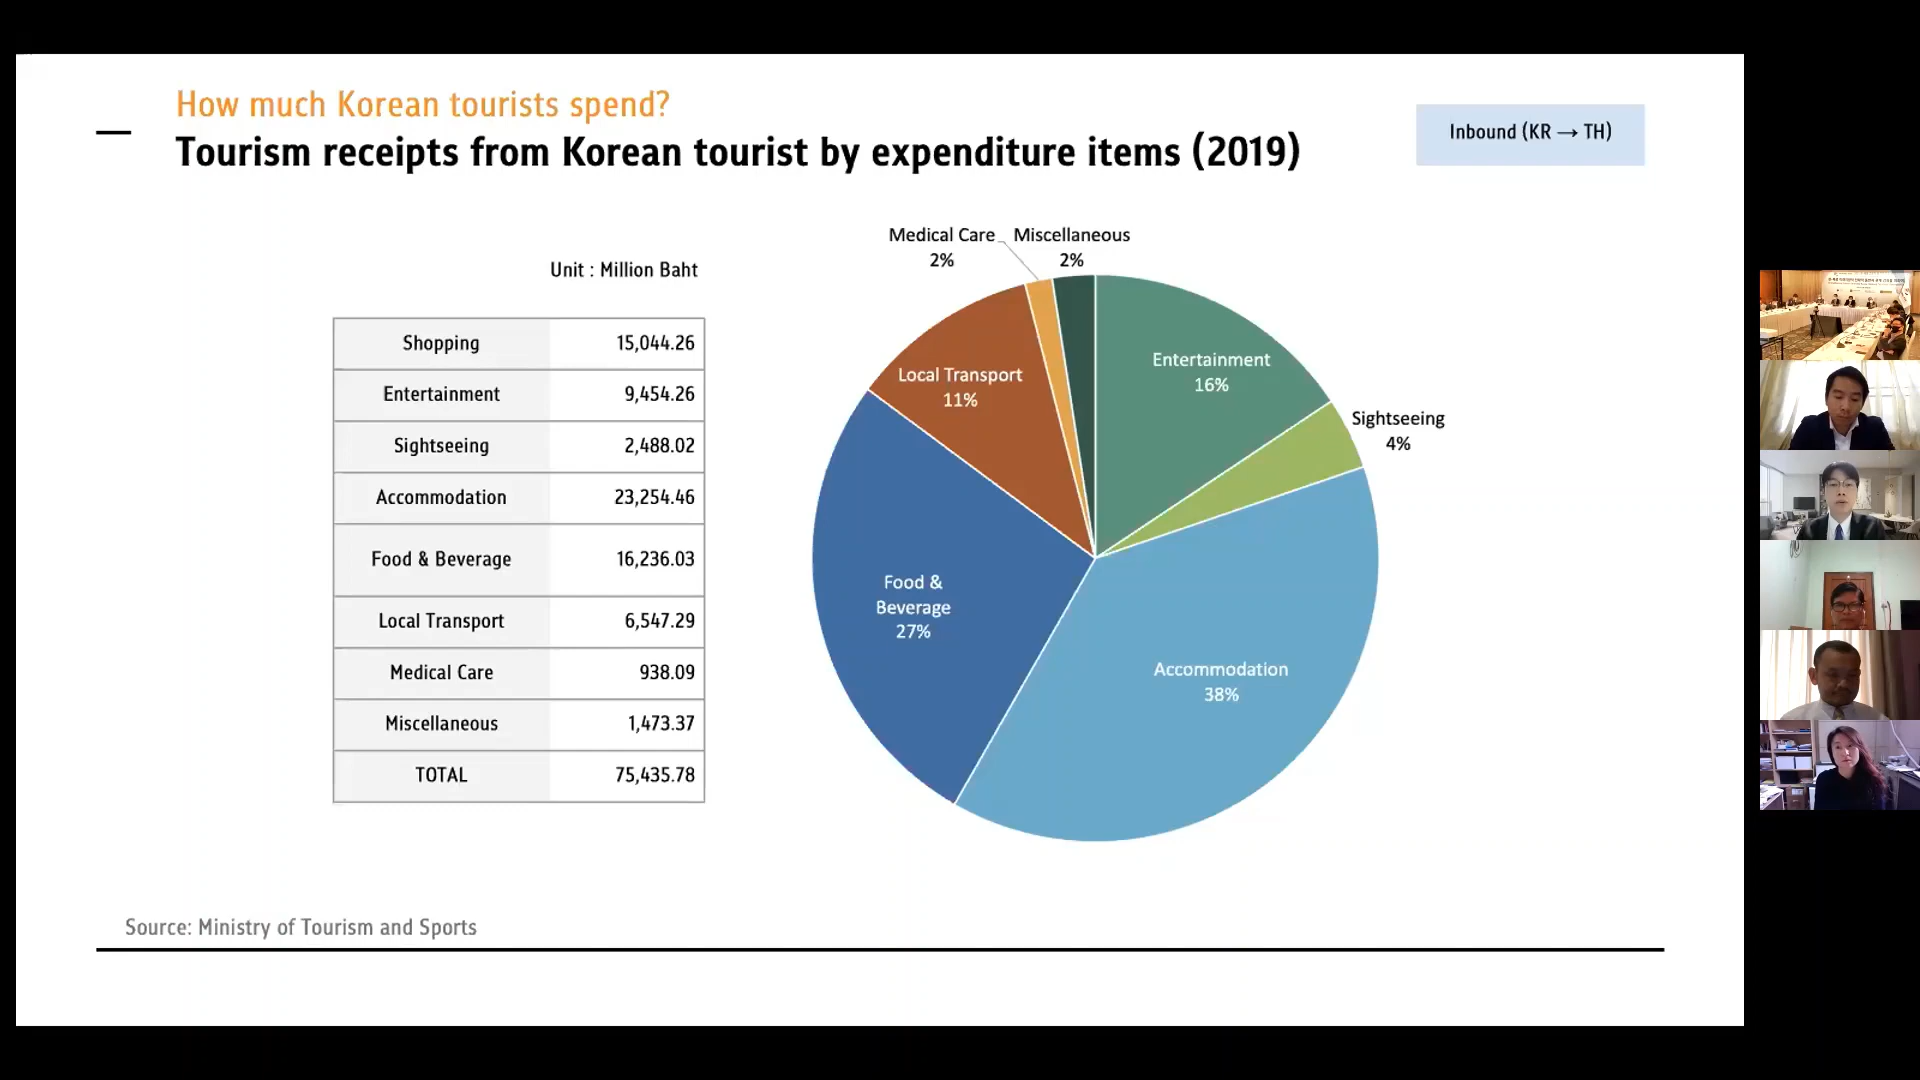 How much Korean tourists spend?
Tourism receipts from Korean tourist by expenditure items (2019)
Inbound (KR → TH)
Unit : Million Baht
Shopping 15,044.26
Entertainment 9,454.26
Sightseeing 2,488.02
Accommodation 23,254.46
Food & Beverage 16,236.03
Local Transport 6,547.29
Medical Care 938.09
Miscellaneous 1,473.37
TOTAL 75,435.78
Medical Care
2%
Miscellaneous
2%
Entertainment
16%
Sightseeing
4%
Local Transport
11%
Food &
Beverage
27%
Accommodation
38%
Source: Ministry of Tourism and Sports